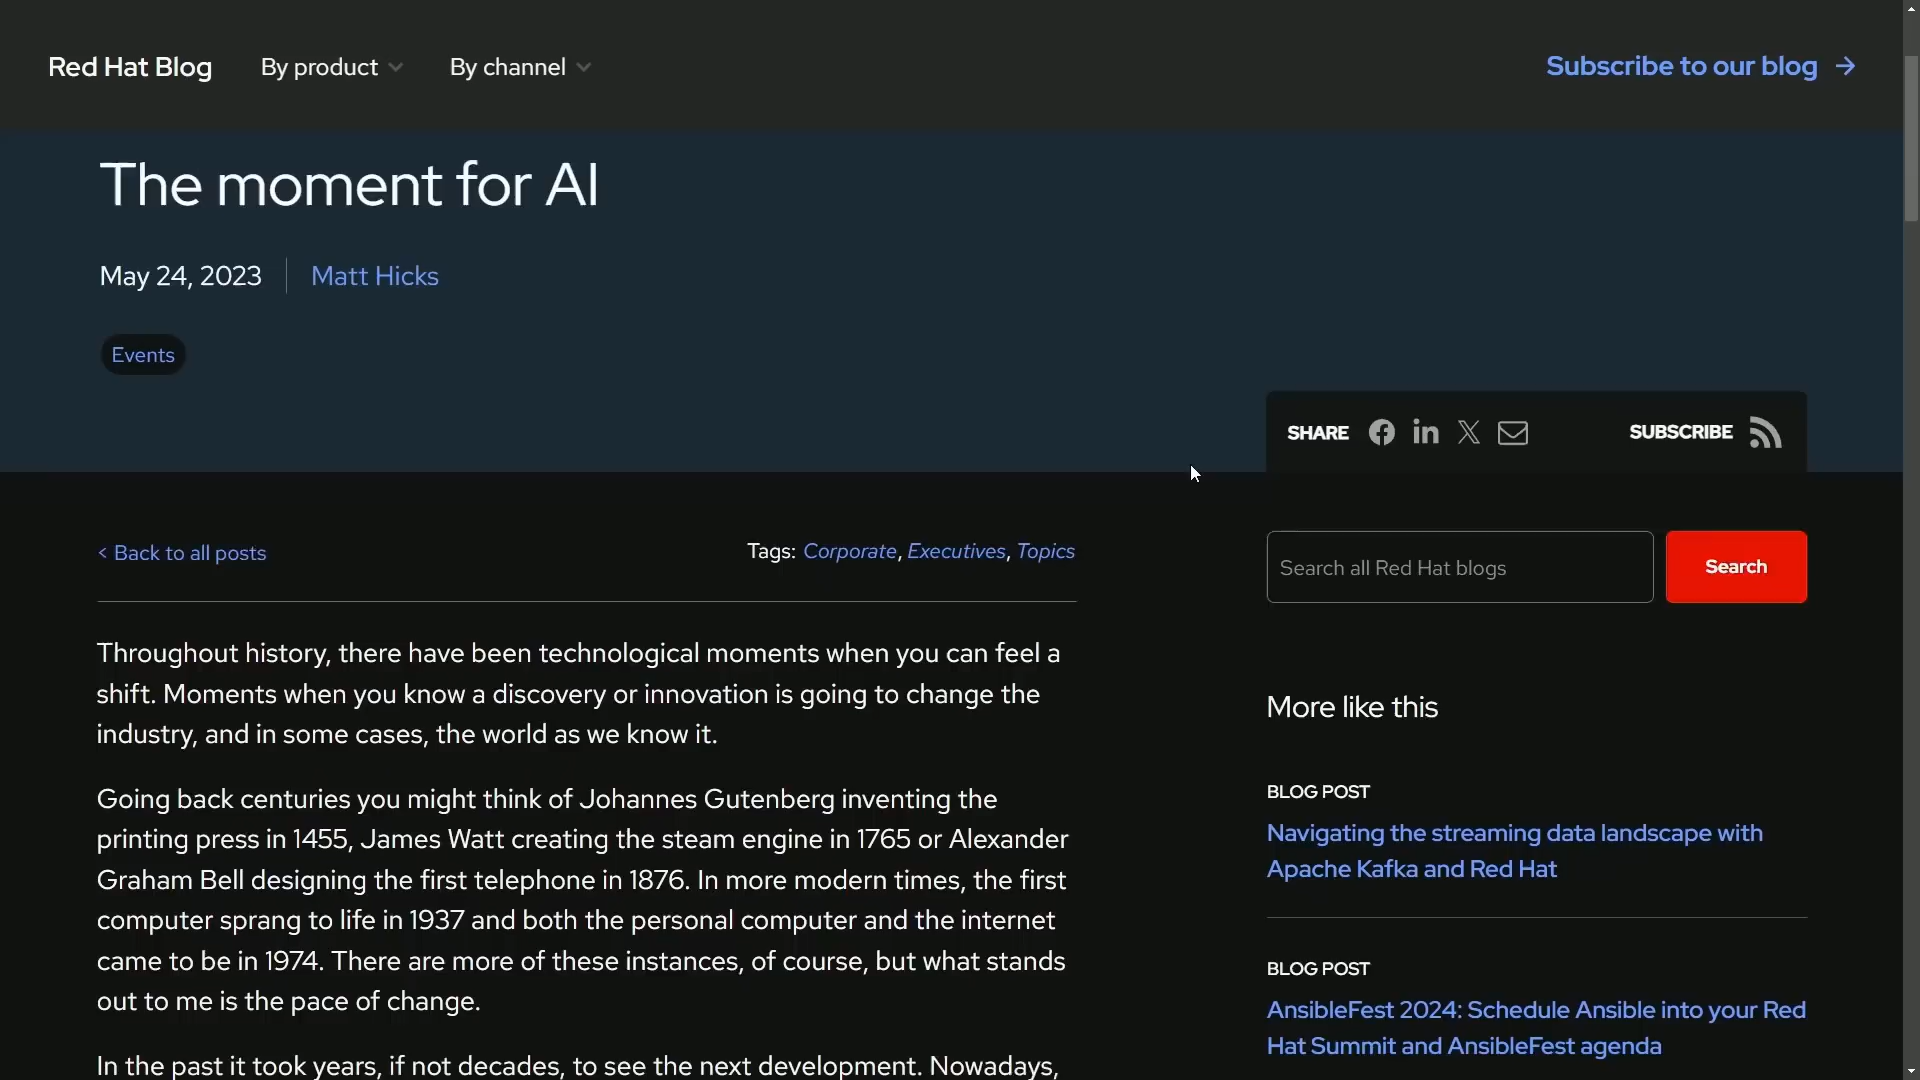 Red Hat Blog By product By channel Subscribe to our blog →
The moment for AI
May 24, 2023 Matt Hicks
Events
SHARE SUBSCRIBE
< Back to all posts Tags: Corporate, Executives, Topics
Search all Red Hat blogs Search
Throughout history, there have been technological moments when you can feel a
shift. Moments when you know a discovery or innovation is going to change the
industry, and in some cases, the world as we know it.
Going back centuries you might think of Johannes Gutenberg inventing the
printing press in 1455, James Watt creating the steam engine in 1765 or Alexander
Graham Bell designing the first telephone in 1876. In more modern times, the first
computer sprang to life in 1937 and both the personal computer and the internet
came to be in 1974. There are more of these instances, of course, but what stands
out to me is the pace of change.
In the past it took years, if not decades, to see the next development. Nowadays,
More like this
BLOG POST
Navigating the streaming data landscape with
Apache Kafka and Red Hat
BLOG POST
AnsibleFest 2024: Schedule Ansible into your Red
Hat Summit and AnsibleFest agenda